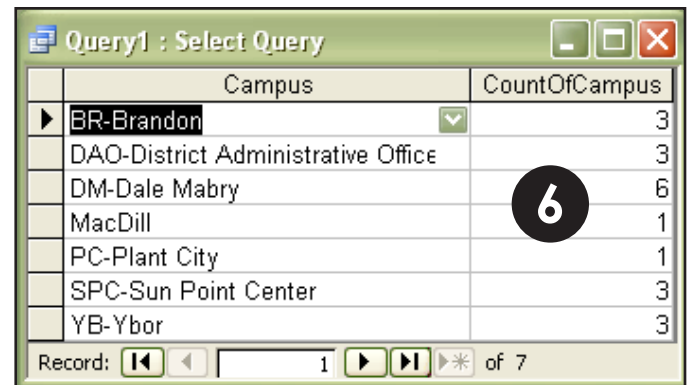 Query1 : Select Query
Campus CountOfCampus
BR-Brandon 3
DAO-District Administrative Office 3
DM-Dale Mabry 6
6
MacDill 1
PC-Plant City 1
SPC-Sun Point Center 3
YB-Ybor 3
Record: 1 of 7